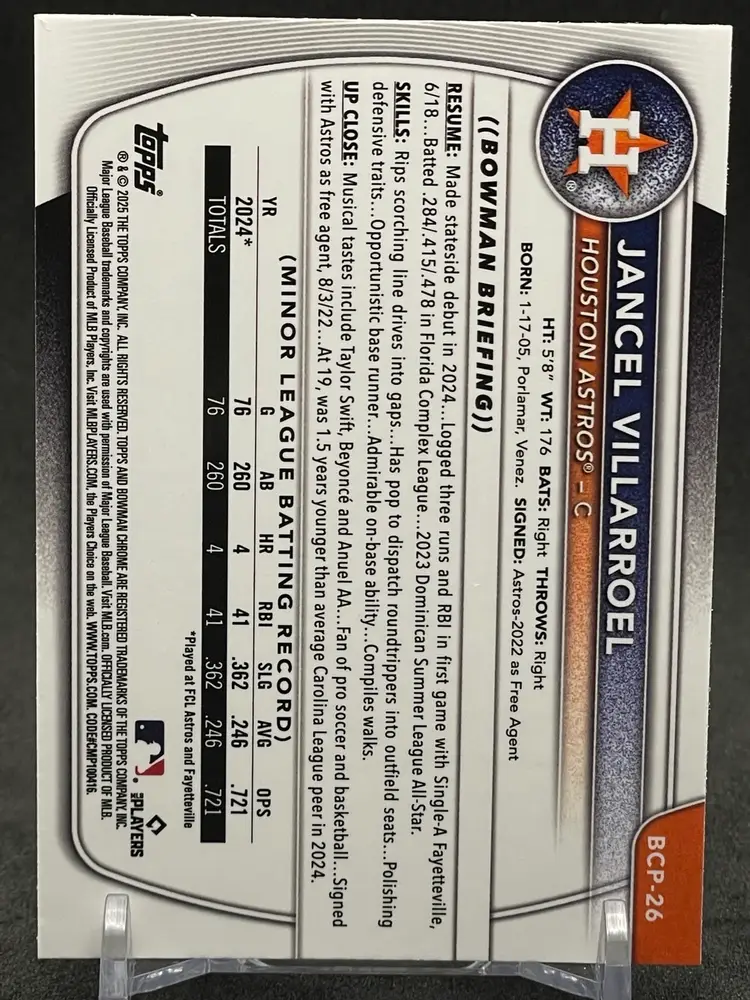 BCP-26
H
®
JANCEL VILLARROEL
HOUSTON ASTROS® – C
HT: 5'8" WT: 176 BATS: Right THROWS: Right
BORN: 1-17-05, Porlamar, Venez. SIGNED: Astros-2022 as Free Agent
((BOWMAN BRIEFING))
RESUME: Made stateside debut in 2024...Logged three runs and RBI in first game with Single-A Fayetteville,
6/18...Batted .284/.415/.478 in Florida Complex League...2023 Dominican Summer League All-Star.
SKILLS: Rips scorching line drives into gaps...Has pop to dispatch roundtrippers into outfield seats...Polishing
defensive traits...Opportunistic base runner...Admirable on-base ability...Compiles walks.
UP CLOSE: Musical tastes include Taylor Swift, Beyoncé and Anuel AA...Fan of pro soccer and basketball...Signed
with Astros as free agent, 8/3/22...At 19, was 1.5 years younger than average Carolina League peer in 2024.
(MINOR LEAGUE BATTING RECORD)
YR G AB HR RBI SLG AVG OPS
2024* 76 260 4 41 .362 .246 .721
TOTALS 76 260 4 41 .362 .246 .721
*Played at FCL Astros and Fayetteville
topps®
MLB PLAYERS
® & © 2025 THE TOPPS COMPANY, INC. ALL RIGHTS RESERVED. TOPPS AND BOWMAN CHROME ARE REGISTERED TRADEMARKS OF THE TOPPS COMPANY, INC.
Major League Baseball trademarks and copyrights are used with permission of Major League Baseball. Visit MLB.com. OFFICIALLY LICENSED PRODUCT OF MLB.
Officially Licensed Product of MLB Players, Inc. Visit MLBPLAYERS.COM, the Players Choice on the web. WWW.TOPPS.COM. CODE#CMP100416.